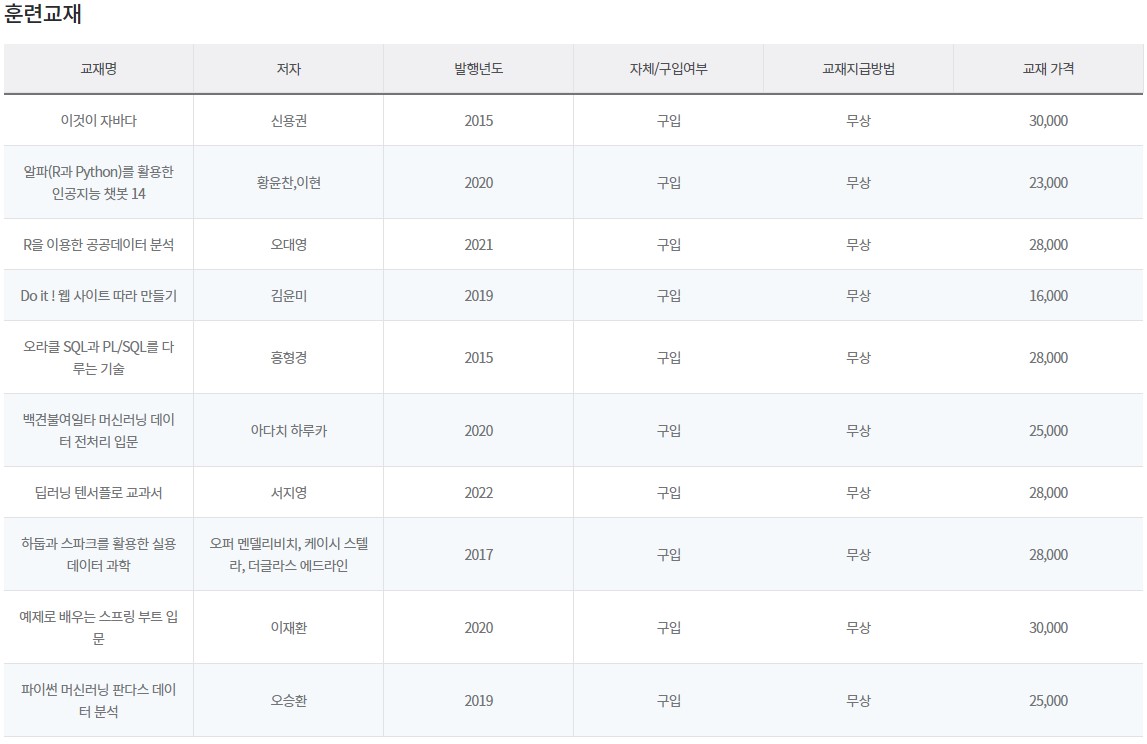 훈련교재
교재명 저자 발행년도 자체/구입여부 교재지급방법 교재 가격
이것이 자바다 신용권 2015 구입 무상 30,000
알파(R과 Python)를 활용한
인공지능 챗봇 14 황윤찬,이현 2020 구입 무상 23,000
R을 이용한 공공데이터 분석 오대영 2021 구입 무상 28,000
Do it ! 웹 사이트 따라 만들기 김윤미 2019 구입 무상 16,000
오라클 SQL과 PL/SQL를 다
루는 기술 홍형경 2015 구입 무상 28,000
백견불여일타 머신러닝 데이
터 전처리 입문 아다치 하루카 2020 구입 무상 25,000
딥러닝 텐서플로 교과서 서지영 2022 구입 무상 28,000
하둡과 스파크를 활용한 실용
데이터 과학 오퍼 멘델리비치, 케이시 스텔
라, 더글라스 에드라인 2017 구입 무상 28,000
예제로 배우는 스프링 부트 입
문 이재환 2020 구입 무상 30,000
파이썬 머신러닝 판다스 데이
터 분석 오승환 2019 구입 무상 25,000